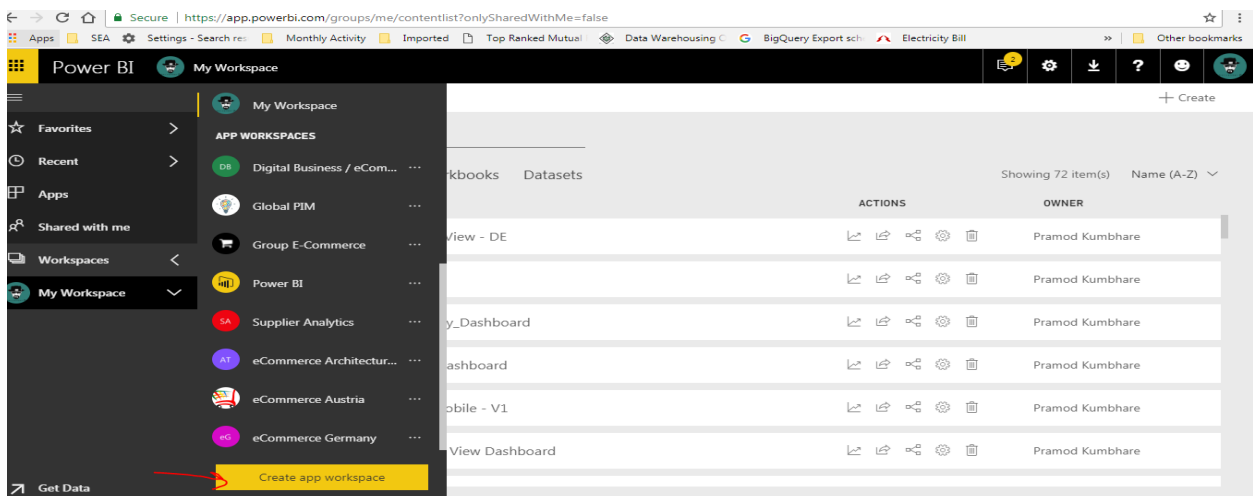 Secure | https://app.powerbi.com/groups/me/contentlist?onlySharedWithMe=false
Apps SEA Settings - Search res Monthly Activity Imported Top Ranked Mutual Data Warehousing C BigQuery Export sch Electricity Bill » Other bookmarks
Power BI My Workspace 2 ?
My Workspace + Create
Favorites APP WORKSPACES
Recent DB Digital Business / eCom... ... kbooks Datasets Showing 72 item(s) Name (A-Z)
Apps Global PIM ... ACTIONS OWNER
Shared with me Group E-Commerce ... View - DE Pramod Kumbhare
Workspaces Power BI ... Pramod Kumbhare
My Workspace SA Supplier Analytics ... y_Dashboard Pramod Kumbhare
AT eCommerce Architectur... ... ashboard Pramod Kumbhare
eCommerce Austria ... obile - V1 Pramod Kumbhare
eG eCommerce Germany ... View Dashboard Pramod Kumbhare
Get Data Create app workspace